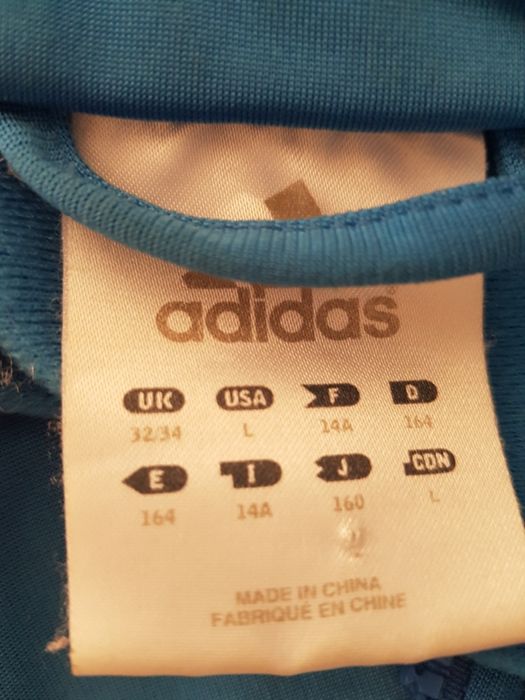 adidas®
UK USA F D
32/34 L 14A 164
E I J CDN
164 14A 160 L
MADE IN CHINA
FABRIQUÉ EN CHINE